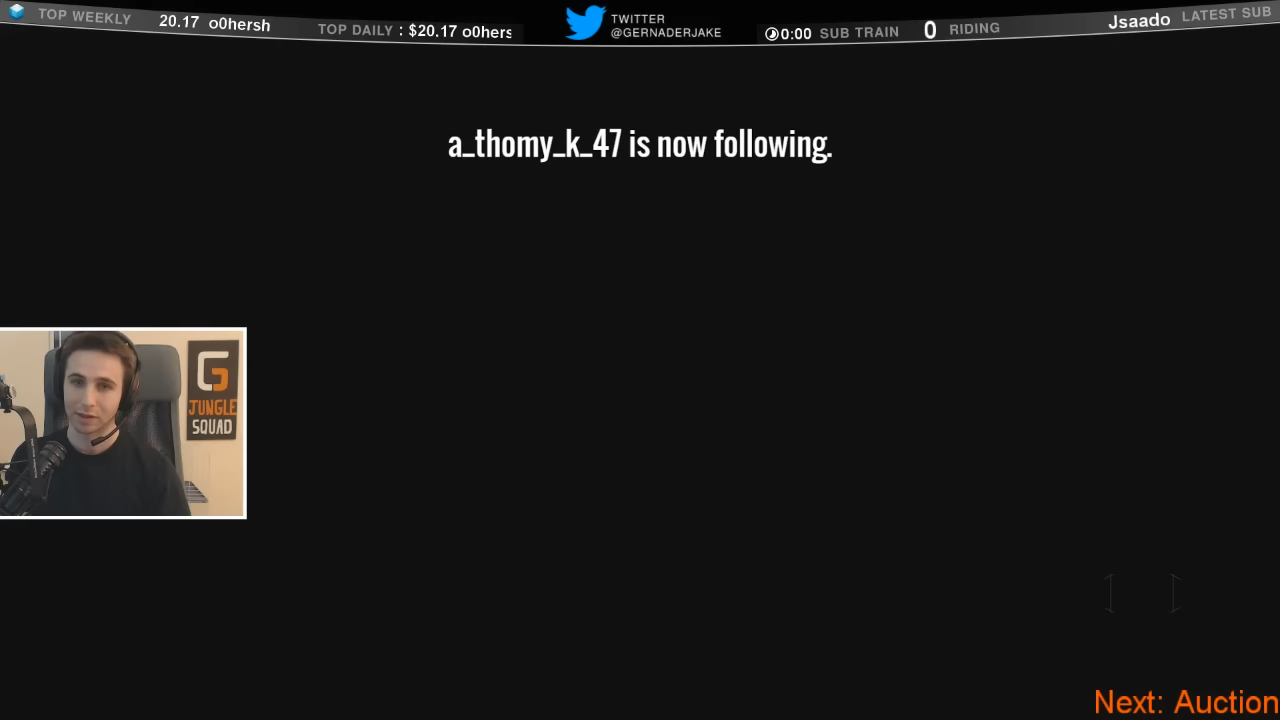 TOP WEEKLY 20.17 o0hersh
TOP DAILY : $20.17 o0hers
TWITTER
@GERNADERJAKE
0:00 SUB TRAIN 0 RIDING
Jsaado LATEST SUB
a_thomy_k_47 is now following.
G
JUNGLE
SQUAD
Next: Auction